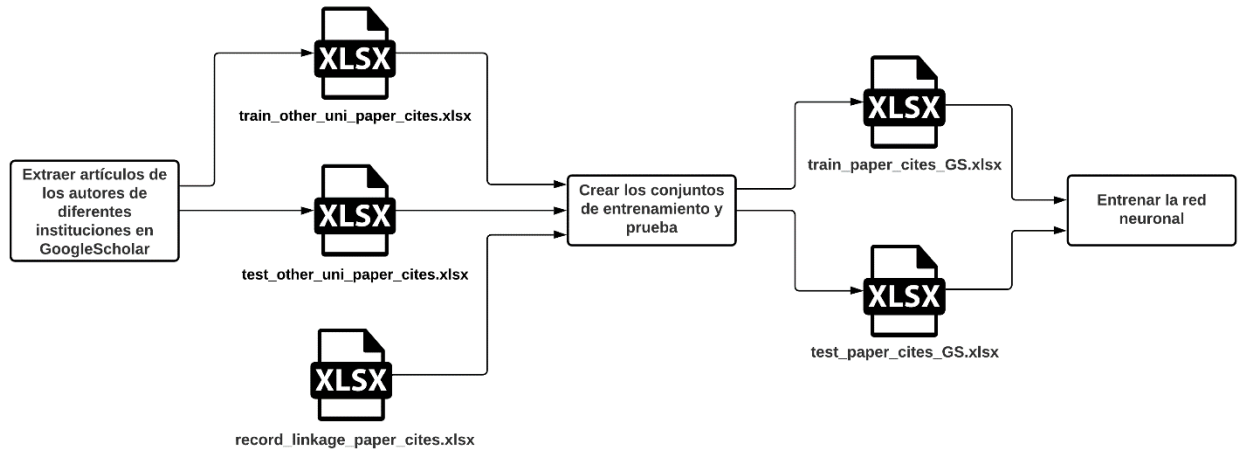 XLSX
train_other_uni_paper_cites.xlsx
Extraer artículos de
los autores de
diferentes
instituciones en
GoogleScholar
XLSX
test_other_uni_paper_cites.xlsx
XLSX
record_linkage_paper_cites.xlsx
Crear los conjuntos
de entrenamiento y
prueba
XLSX
train_paper_cites_GS.xlsx
XLSX
test_paper_cites_GS.xlsx
Entrenar la red
neuronal